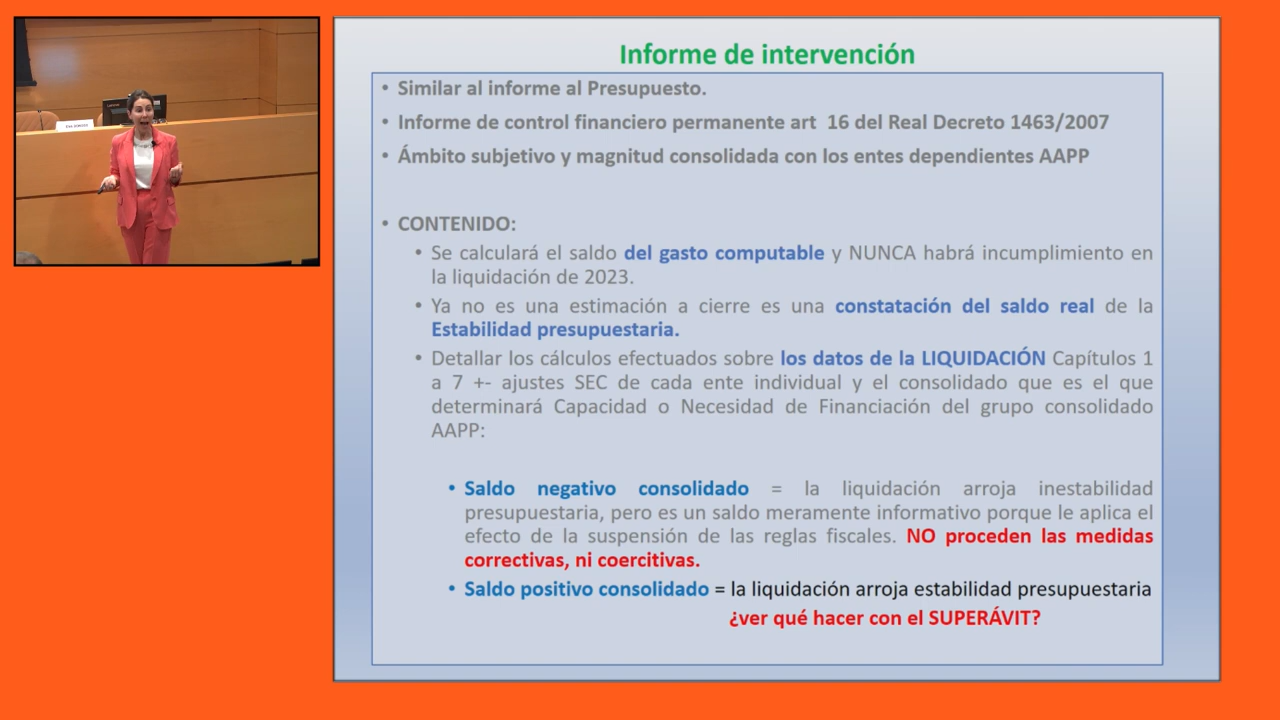 Informe de intervención
• Similar al informe al Presupuesto.
• Informe de control financiero permanente art 16 del Real Decreto 1463/2007
• Ámbito subjetivo y magnitud consolidada con los entes dependientes AAPP
• CONTENIDO:
• Se calculará el saldo del gasto computable y NUNCA habrá incumplimiento en
la liquidación de 2023.
• Ya no es una estimación a cierre es una constatación del saldo real de la
Estabilidad presupuestaria.
• Detallar los cálculos efectuados sobre los datos de la LIQUIDACIÓN Capítulos 1
a 7 +- ajustes SEC de cada ente individual y el consolidado que es el que
determinará Capacidad o Necesidad de Financiación del grupo consolidado
AAPP:
• Saldo negativo consolidado = la liquidación arroja inestabilidad
presupuestaria, pero es un saldo meramente informativo porque le aplica el
efecto de la suspensión de las reglas fiscales. NO proceden las medidas
correctivas, ni coercitivas.
• Saldo positivo consolidado = la liquidación arroja estabilidad presupuestaria
¿ver qué hacer con el SUPERÁVIT?